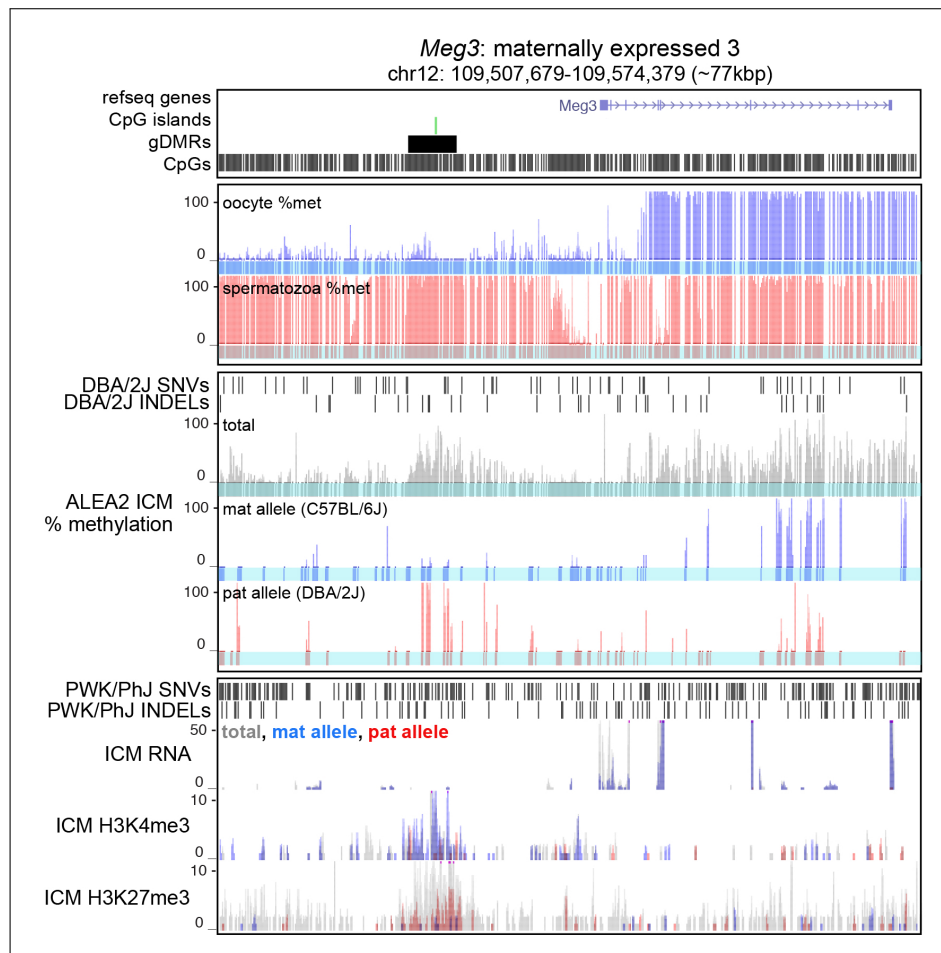 Meg3: maternally expressed 3
chr12: 109,507,679-109,574,379 (~77kbp)
refseq genes
Meg3
CpG islands
gDMRs
CpGs
100
oocyte %met
0
100
spermatozoa %met
0
DBA/2J SNVs
DBA/2J INDELs
100
total
0
ALEA2 ICM
% methylation
100
mat allele (C57BL/6J)
0
100
pat allele (DBA/2J)
0
PWK/PhJ SNVs
PWK/PhJ INDELs
50
total, mat allele, pat allele
ICM RNA
0
10
ICM H3K4me3
0
10
ICM H3K27me3
0